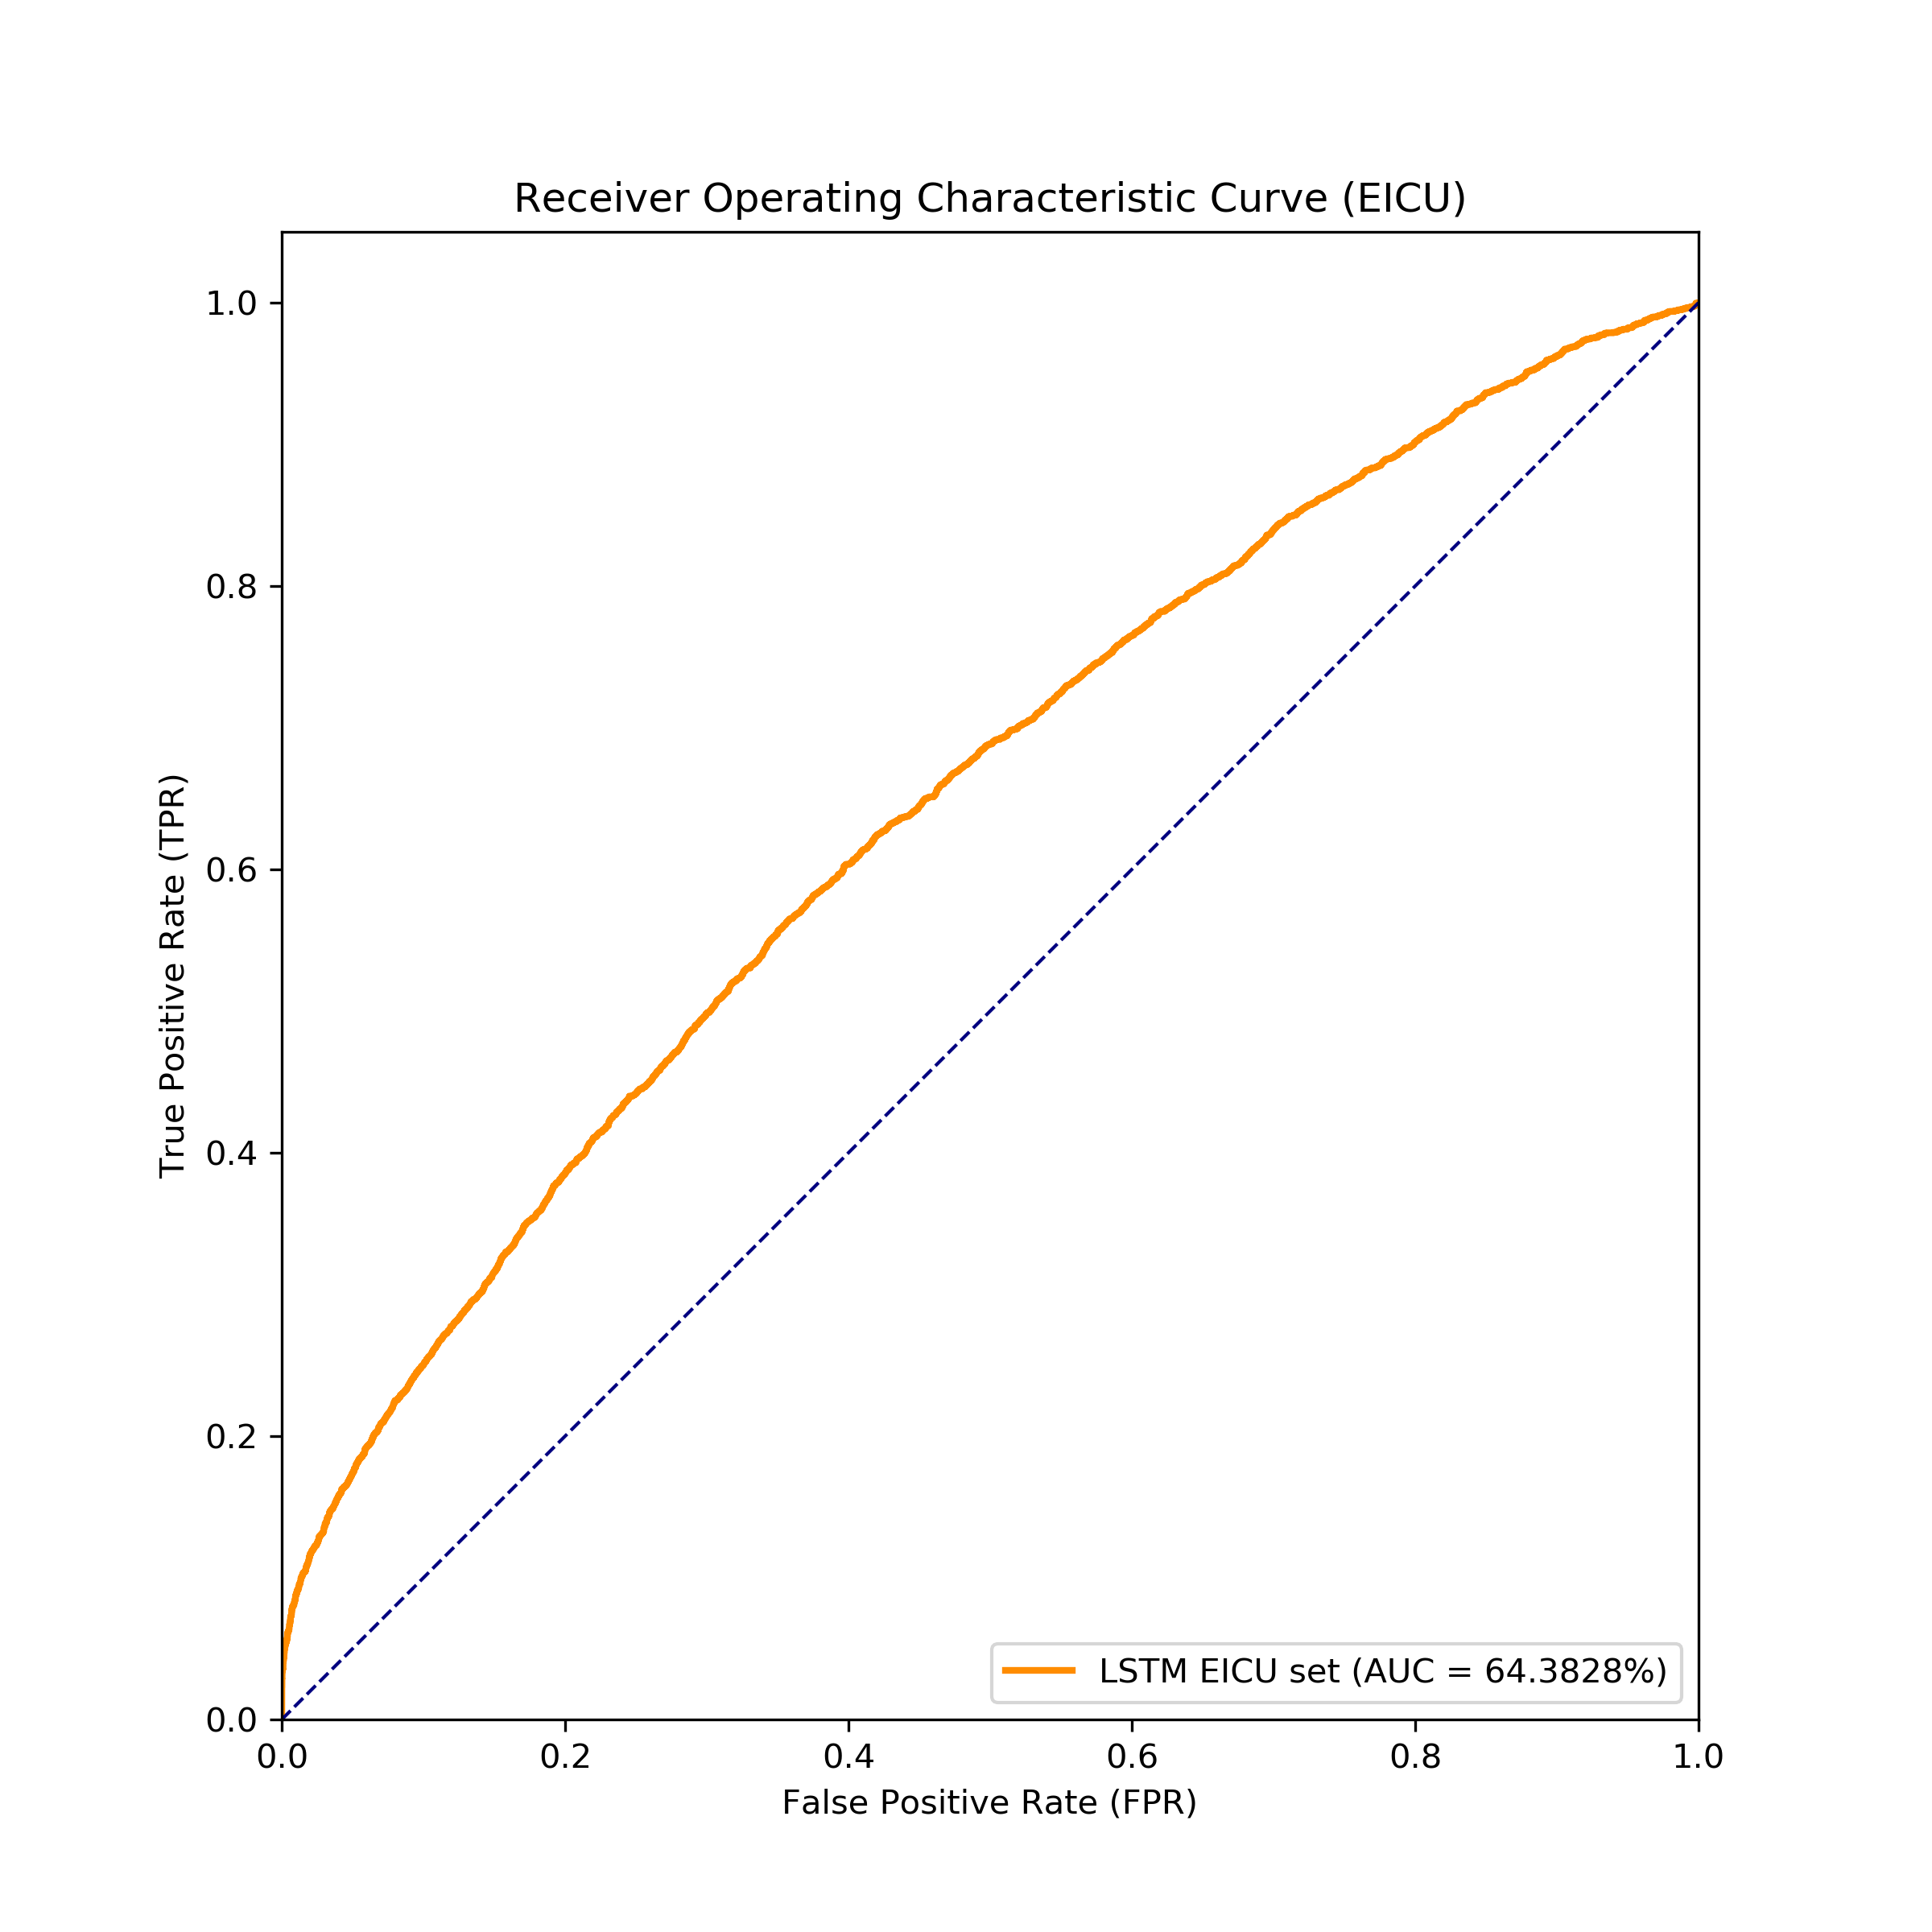 Receiver Operating Characteristic Curve (EICU)
1.0
0.8
0.6
0.4
0.2
0.0
True Positive Rate (TPR)
LSTM EICU set (AUC = 64.3828%)
0.0 0.2 0.4 0.6 0.8 1.0
False Positive Rate (FPR)